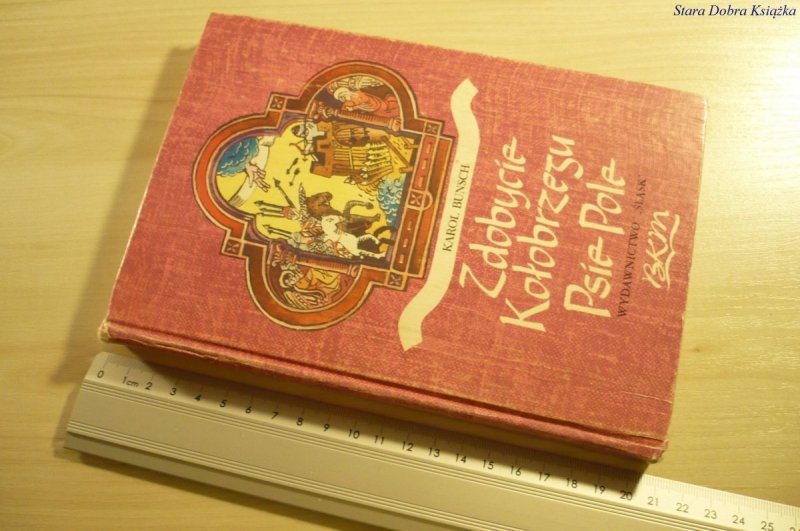 Stara Dobra Książka
KAROL BUNSCH
Zdobycie
Kołobrzegu
Psie Pole
WYDAWNICTWO "ŚLĄSK"
BKM
0 1cm 2 3 4 5 6 7 8 9 10 11 12 13 14 15 16 17 18 19 20 21 22 23 24 25